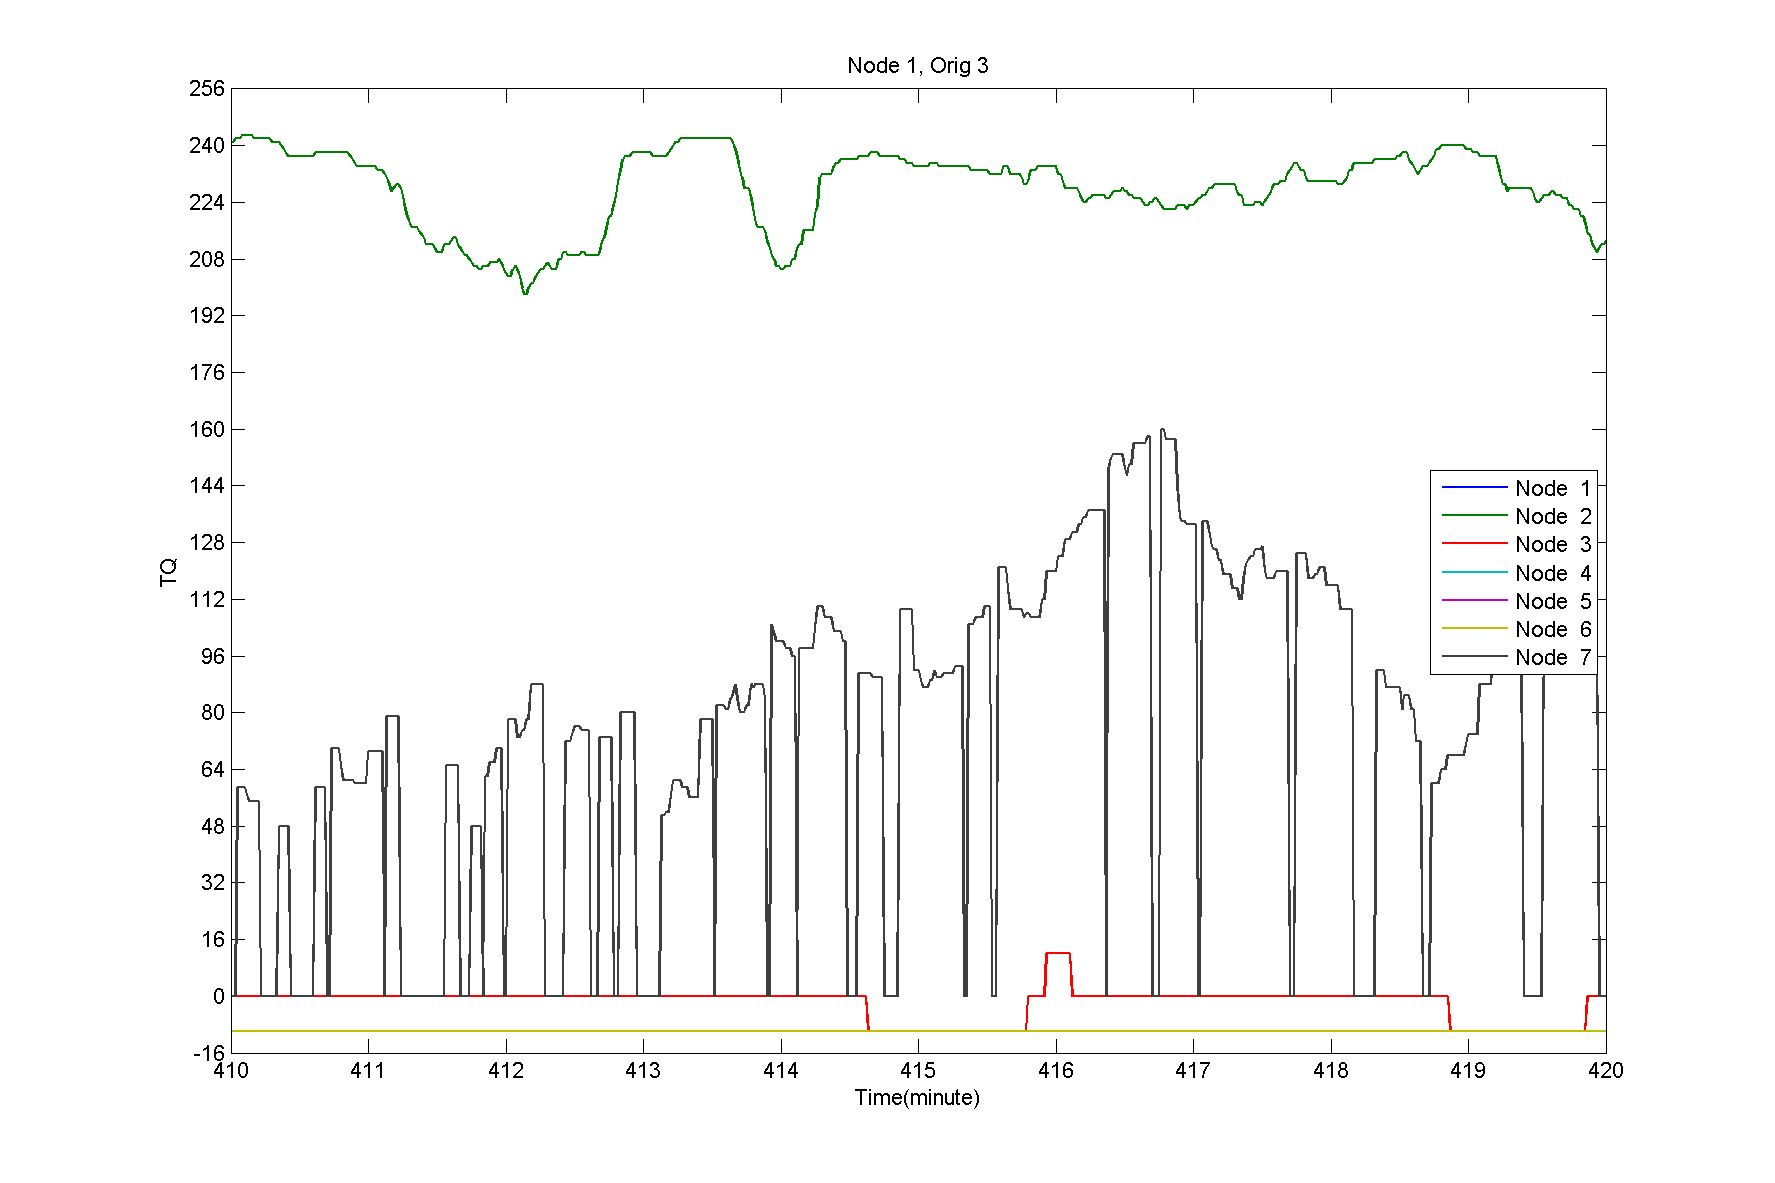 Node 1, Orig 3
256
240
224
208
192
176
160
144
128
112
96
80
64
48
32
16
0
-16
TQ
Node 1
Node 2
Node 3
Node 4
Node 5
Node 6
Node 7
410 411 412 413 414 415 416 417 418 419 420
Time(minute)